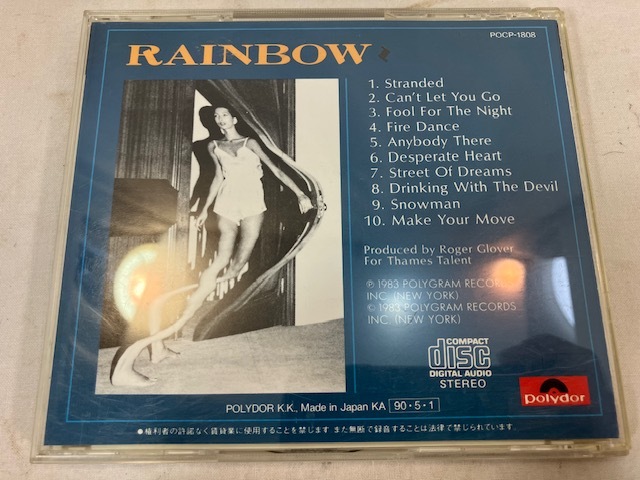 POCP-1808
RAINBOW
1. Stranded
2. Can't Let You Go
3. Fool For The Night
4. Fire Dance
5. Anybody There
6. Desperate Heart
7. Street Of Dreams
8. Drinking With The Devil
9. Snowman
10. Make Your Move
Produced by Roger Glover
For Thames Talent
℗ 1983 POLYGRAM RECORDS
INC. (NEW YORK)
© 1983 POLYGRAM RECORDS
INC. (NEW YORK)
COMPACT
disc
DIGITAL AUDIO
STEREO
polydor
POLYDOR K.K., Made in Japan KA 90・5・1
●権利者の許諾なく賃貸業に使用することを禁じます。また無断で録音することは法律で禁じられています。